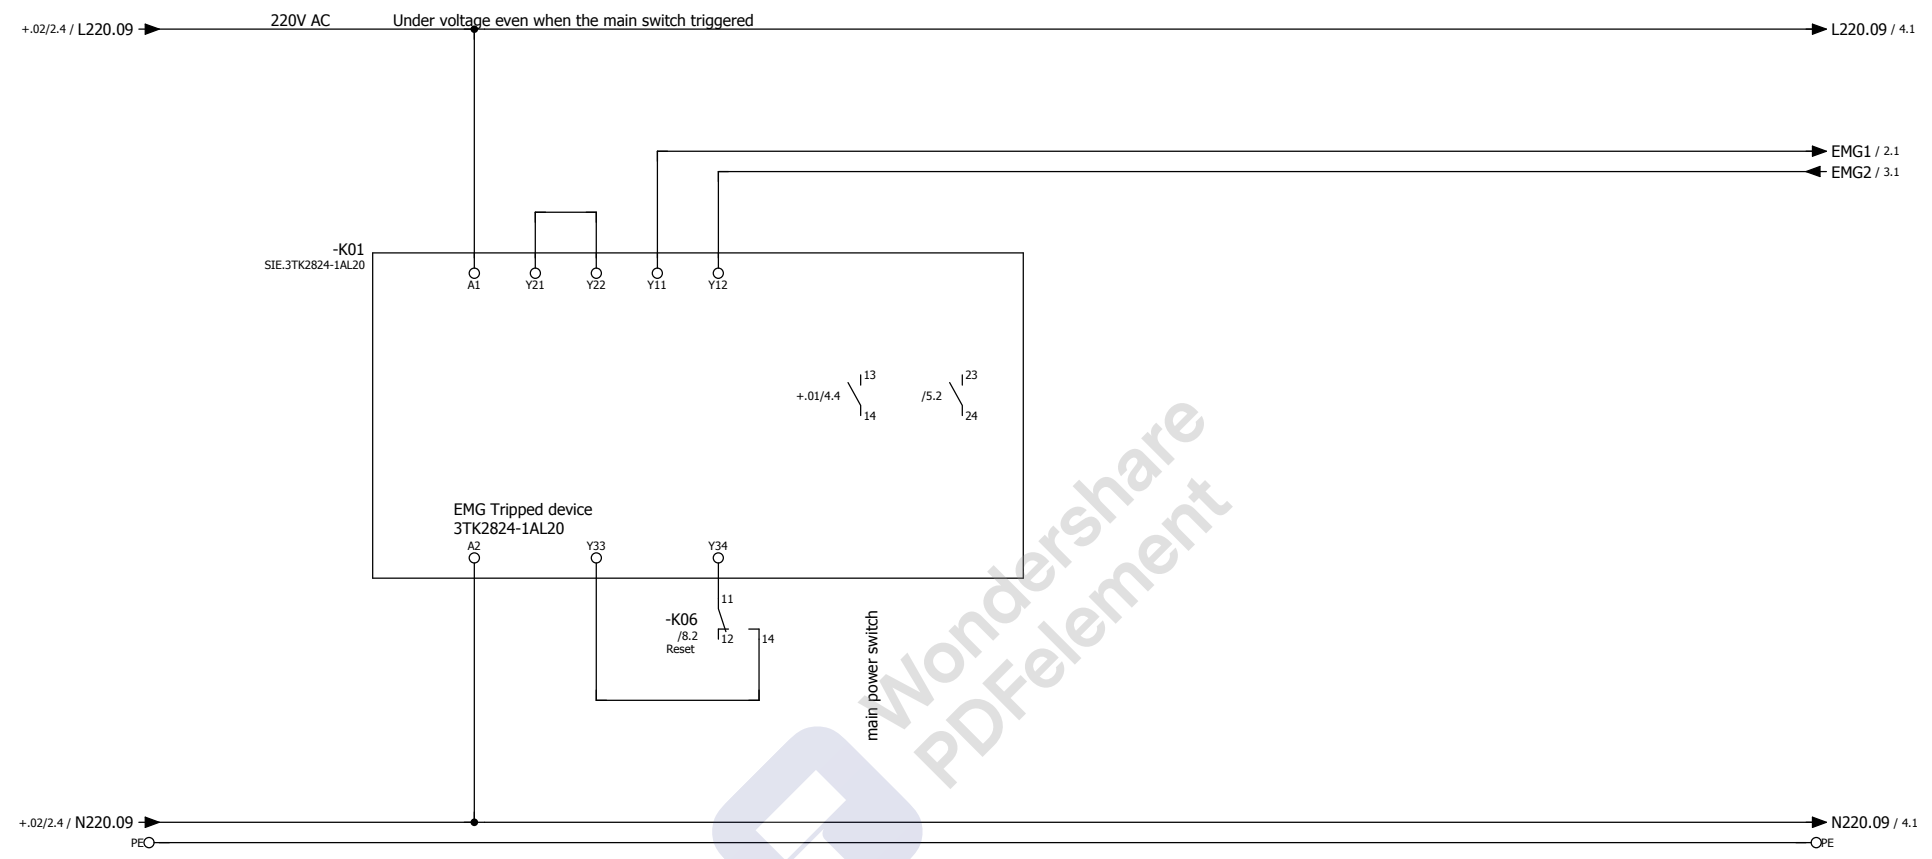 220V AC
Under voltage even when the main switch triggered
+.02/2.4 / L220.09
L220.09 / 4.1
EMG1 / 2.1
EMG2 / 3.1
-K01
SIE.3TK2824-1AL20
A1
Y21
Y22
Y11
Y12
13
23
+.01/4.4
/5.2
14
24
EMG Tripped device
3TK2824-1AL20
A2
Y33
Y34
11
-K06
/8.2
12
14
Reset
main power switch
Wondershare
PDFelement
+.02/2.4 / N220.09
N220.09 / 4.1
PE
PE